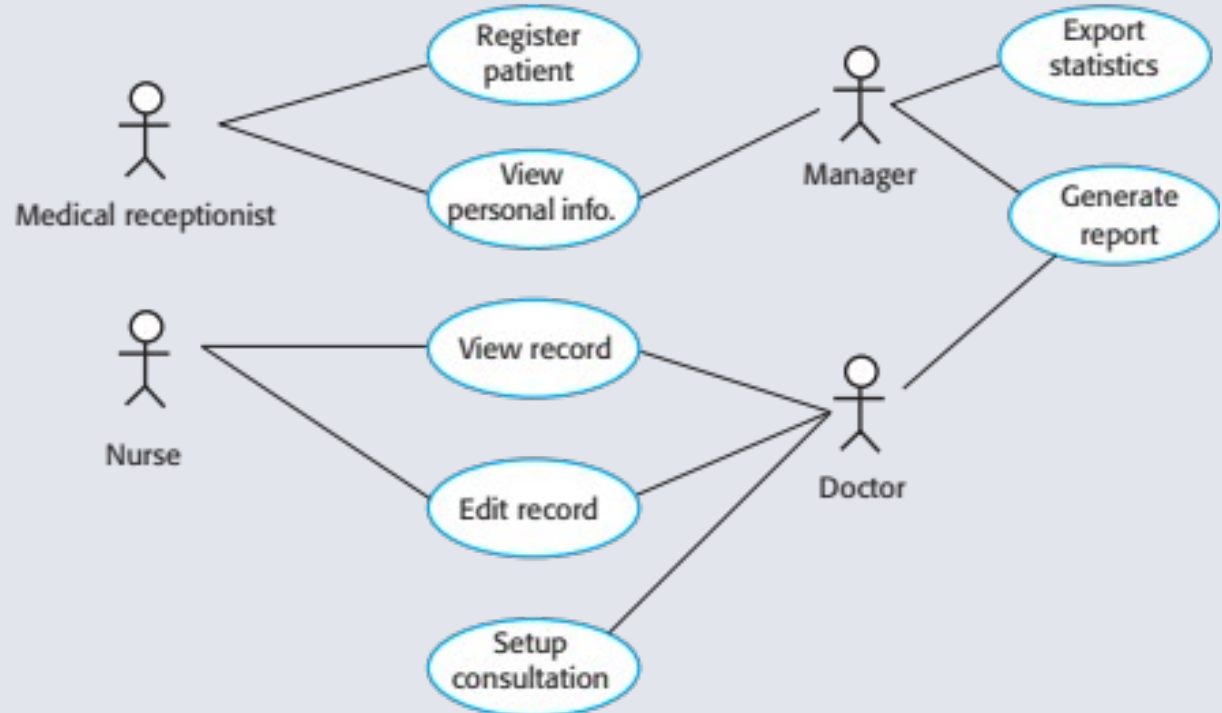 Register
patient
Export
statistics
Medical receptionist
View
personal info.
Manager
Generate
report
Nurse
View record
Edit record
Doctor
Setup
consultation